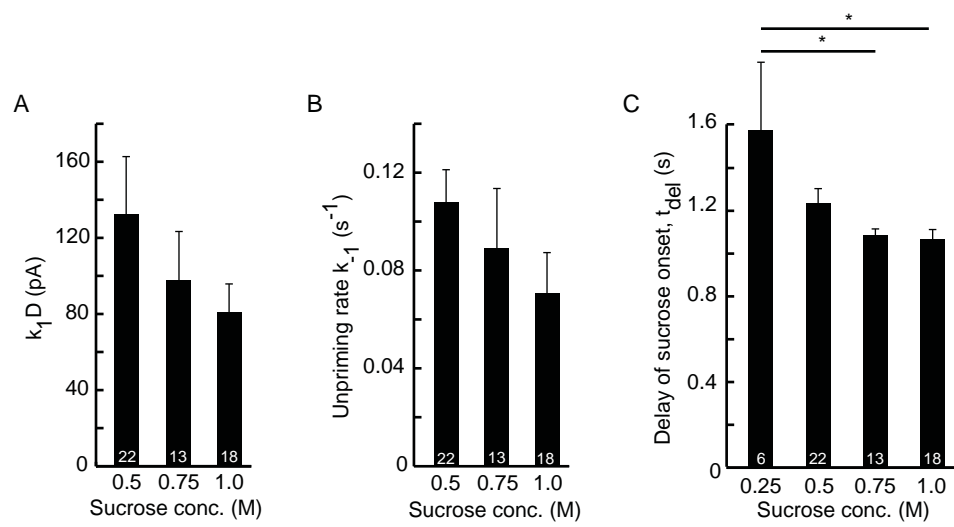 A
k1D (pA)
160
120
80
40
0
22 13 18
0.5 0.75 1.0
Sucrose conc. (M)
B
Unpriming rate k-1 (s-1)
0.12
0.08
0.04
0
22 13 18
0.5 0.75 1.0
Sucrose conc. (M)
C
* 
*
Delay of sucrose onset, tdel (s)
1.6
1.2
0.8
0.4
0
6 22 13 18
0.25 0.5 0.75 1.0
Sucrose conc. (M)